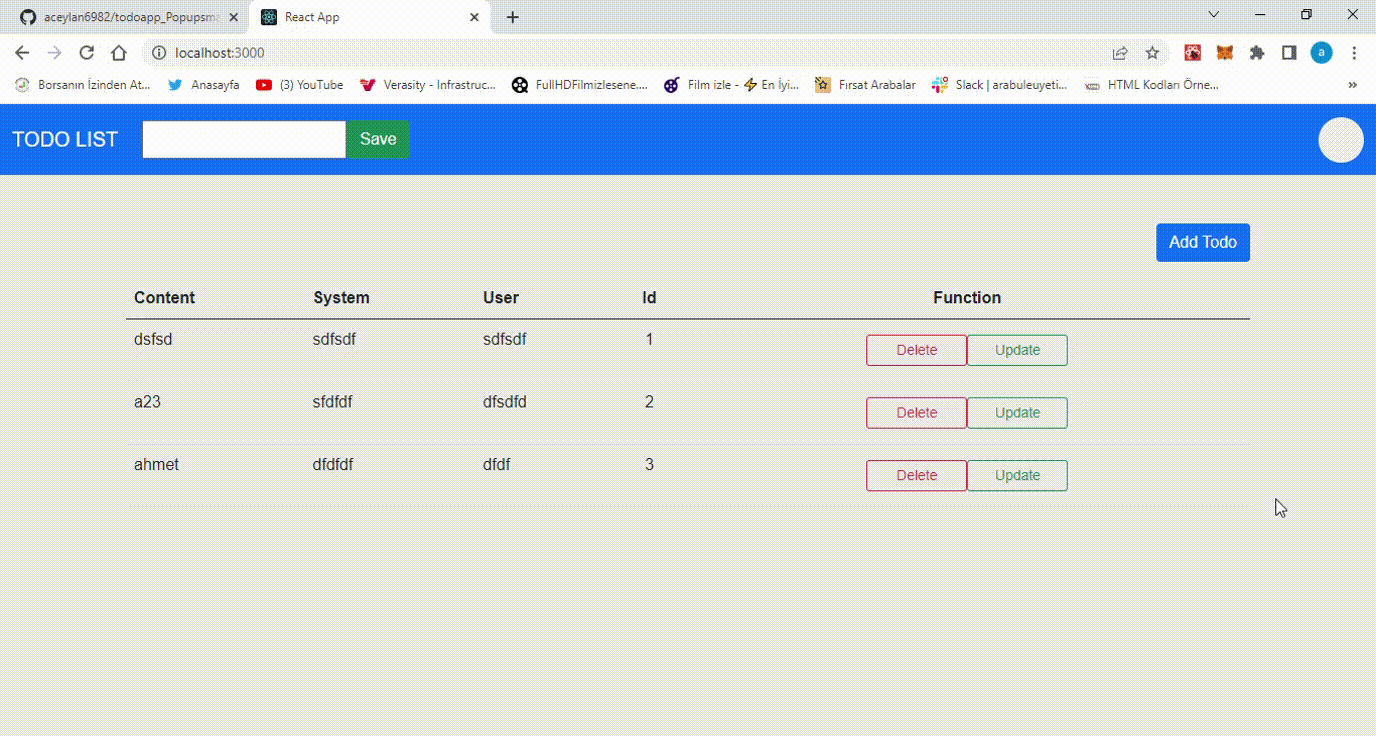 aceylan6982/todoapp_Popupsma
React App
localhost:3000
a
Borsanın İzinden At...
Anasayfa
(3) YouTube
Verasity - Infrastruc...
FullHDFilmizlesene....
Film izle - ⚡ En İyi...
Fırsat Arabalar
Slack | arabuleuyeti...
HTML Kodları Örne...
»
TODO LIST
Save
Add Todo
Content System User Id Function
dsfsd sdfsdf sdfsdf 1 Delete Update
a23 sfdfdf dfsdfd 2 Delete Update
ahmet dfdfdf dfdf 3 Delete Update